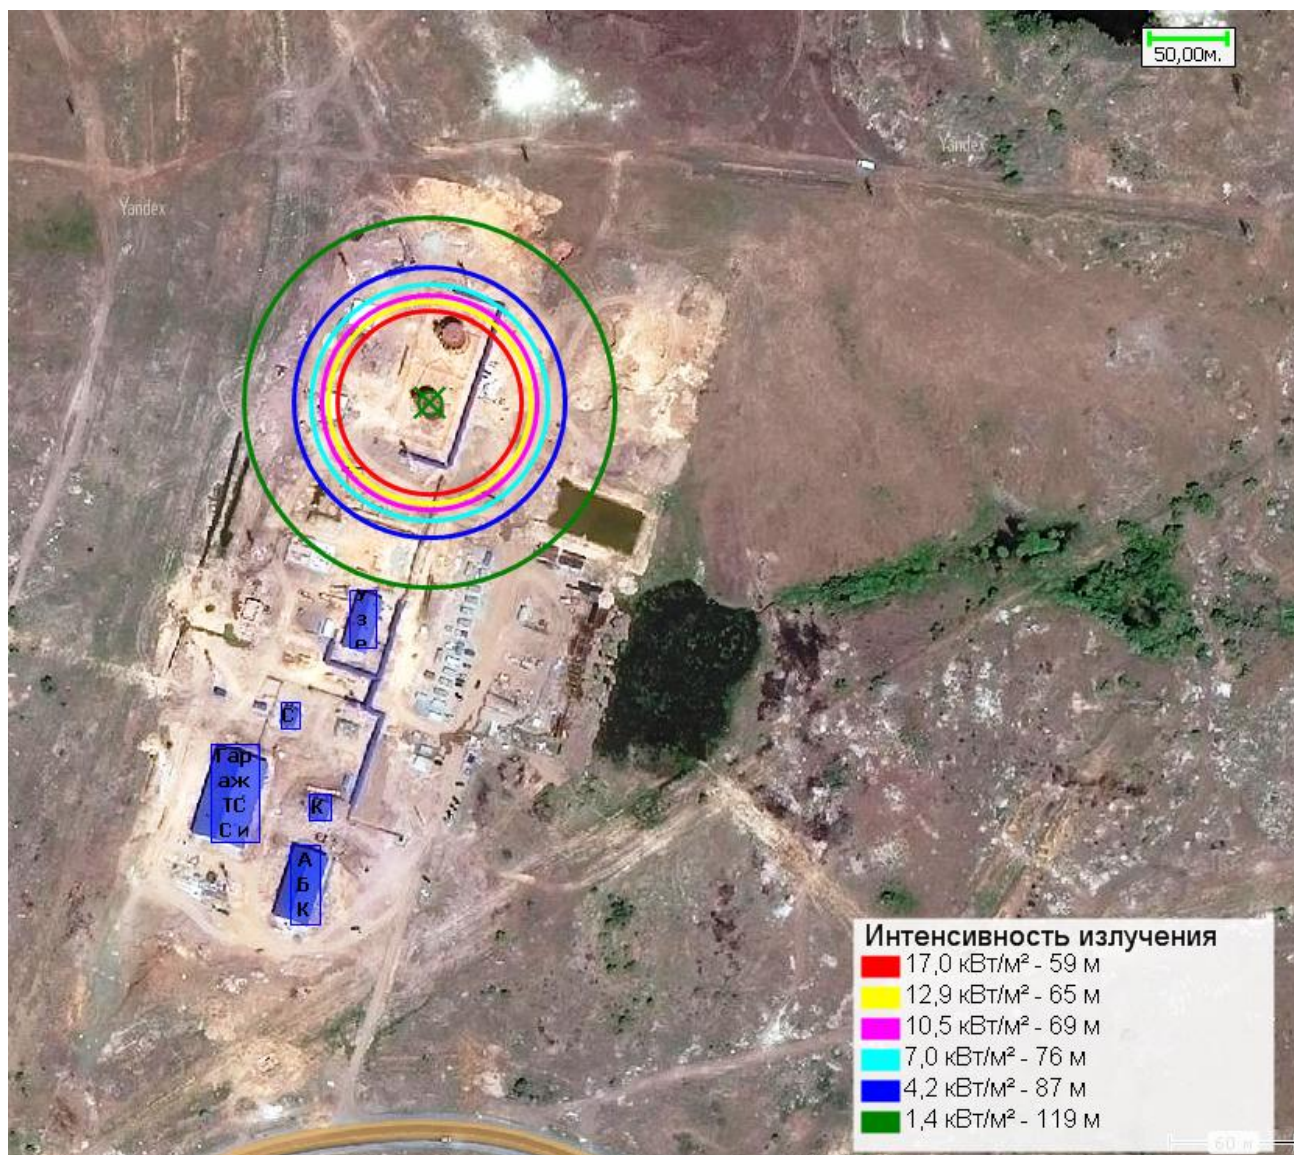 50,00м.
Yandex
Yandex
С
Гар
аж
ТС
С и
К
А
Б
К
Интенсивность излучения
17,0 кВт/м² - 59 м
12,9 кВт/м² - 65 м
10,5 кВт/м² - 69 м
7,0 кВт/м² - 76 м
4,2 кВт/м² - 87 м
1,4 кВт/м² - 119 м
60 м